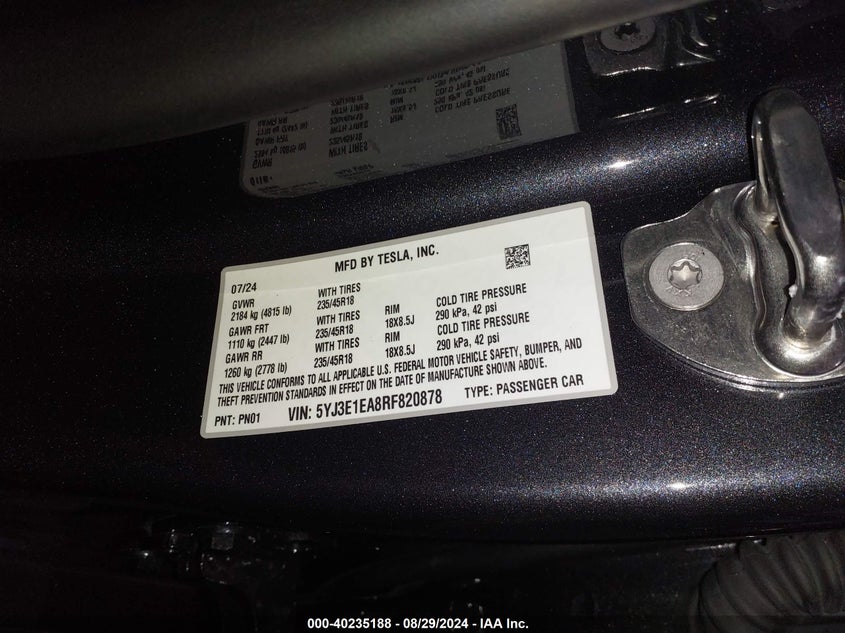 MFD BY TESLA, INC.
07/24
GVWR
2184 kg (4815 lb)
WITH TIRES
235/45R18
GAWR FRT
1110 kg (2447 lb)
WITH TIRES
235/45R18
RIM
18X8.5J
COLD TIRE PRESSURE
290 kPa, 42 psi
GAWR RR
1260 kg (2778 lb)
WITH TIRES
235/45R18
RIM
18X8.5J
COLD TIRE PRESSURE
290 kPa, 42 psi
THIS VEHICLE CONFORMS TO ALL APPLICABLE U.S. FEDERAL MOTOR VEHICLE SAFETY, BUMPER, AND
THEFT PREVENTION STANDARDS IN EFFECT ON THE DATE OF MANUFACTURE SHOWN ABOVE.
PNT: PN01 VIN: 5YJ3E1EA8RF820878 TYPE: PASSENGER CAR
000-40235188 - 08/29/2024 - IAA Inc.